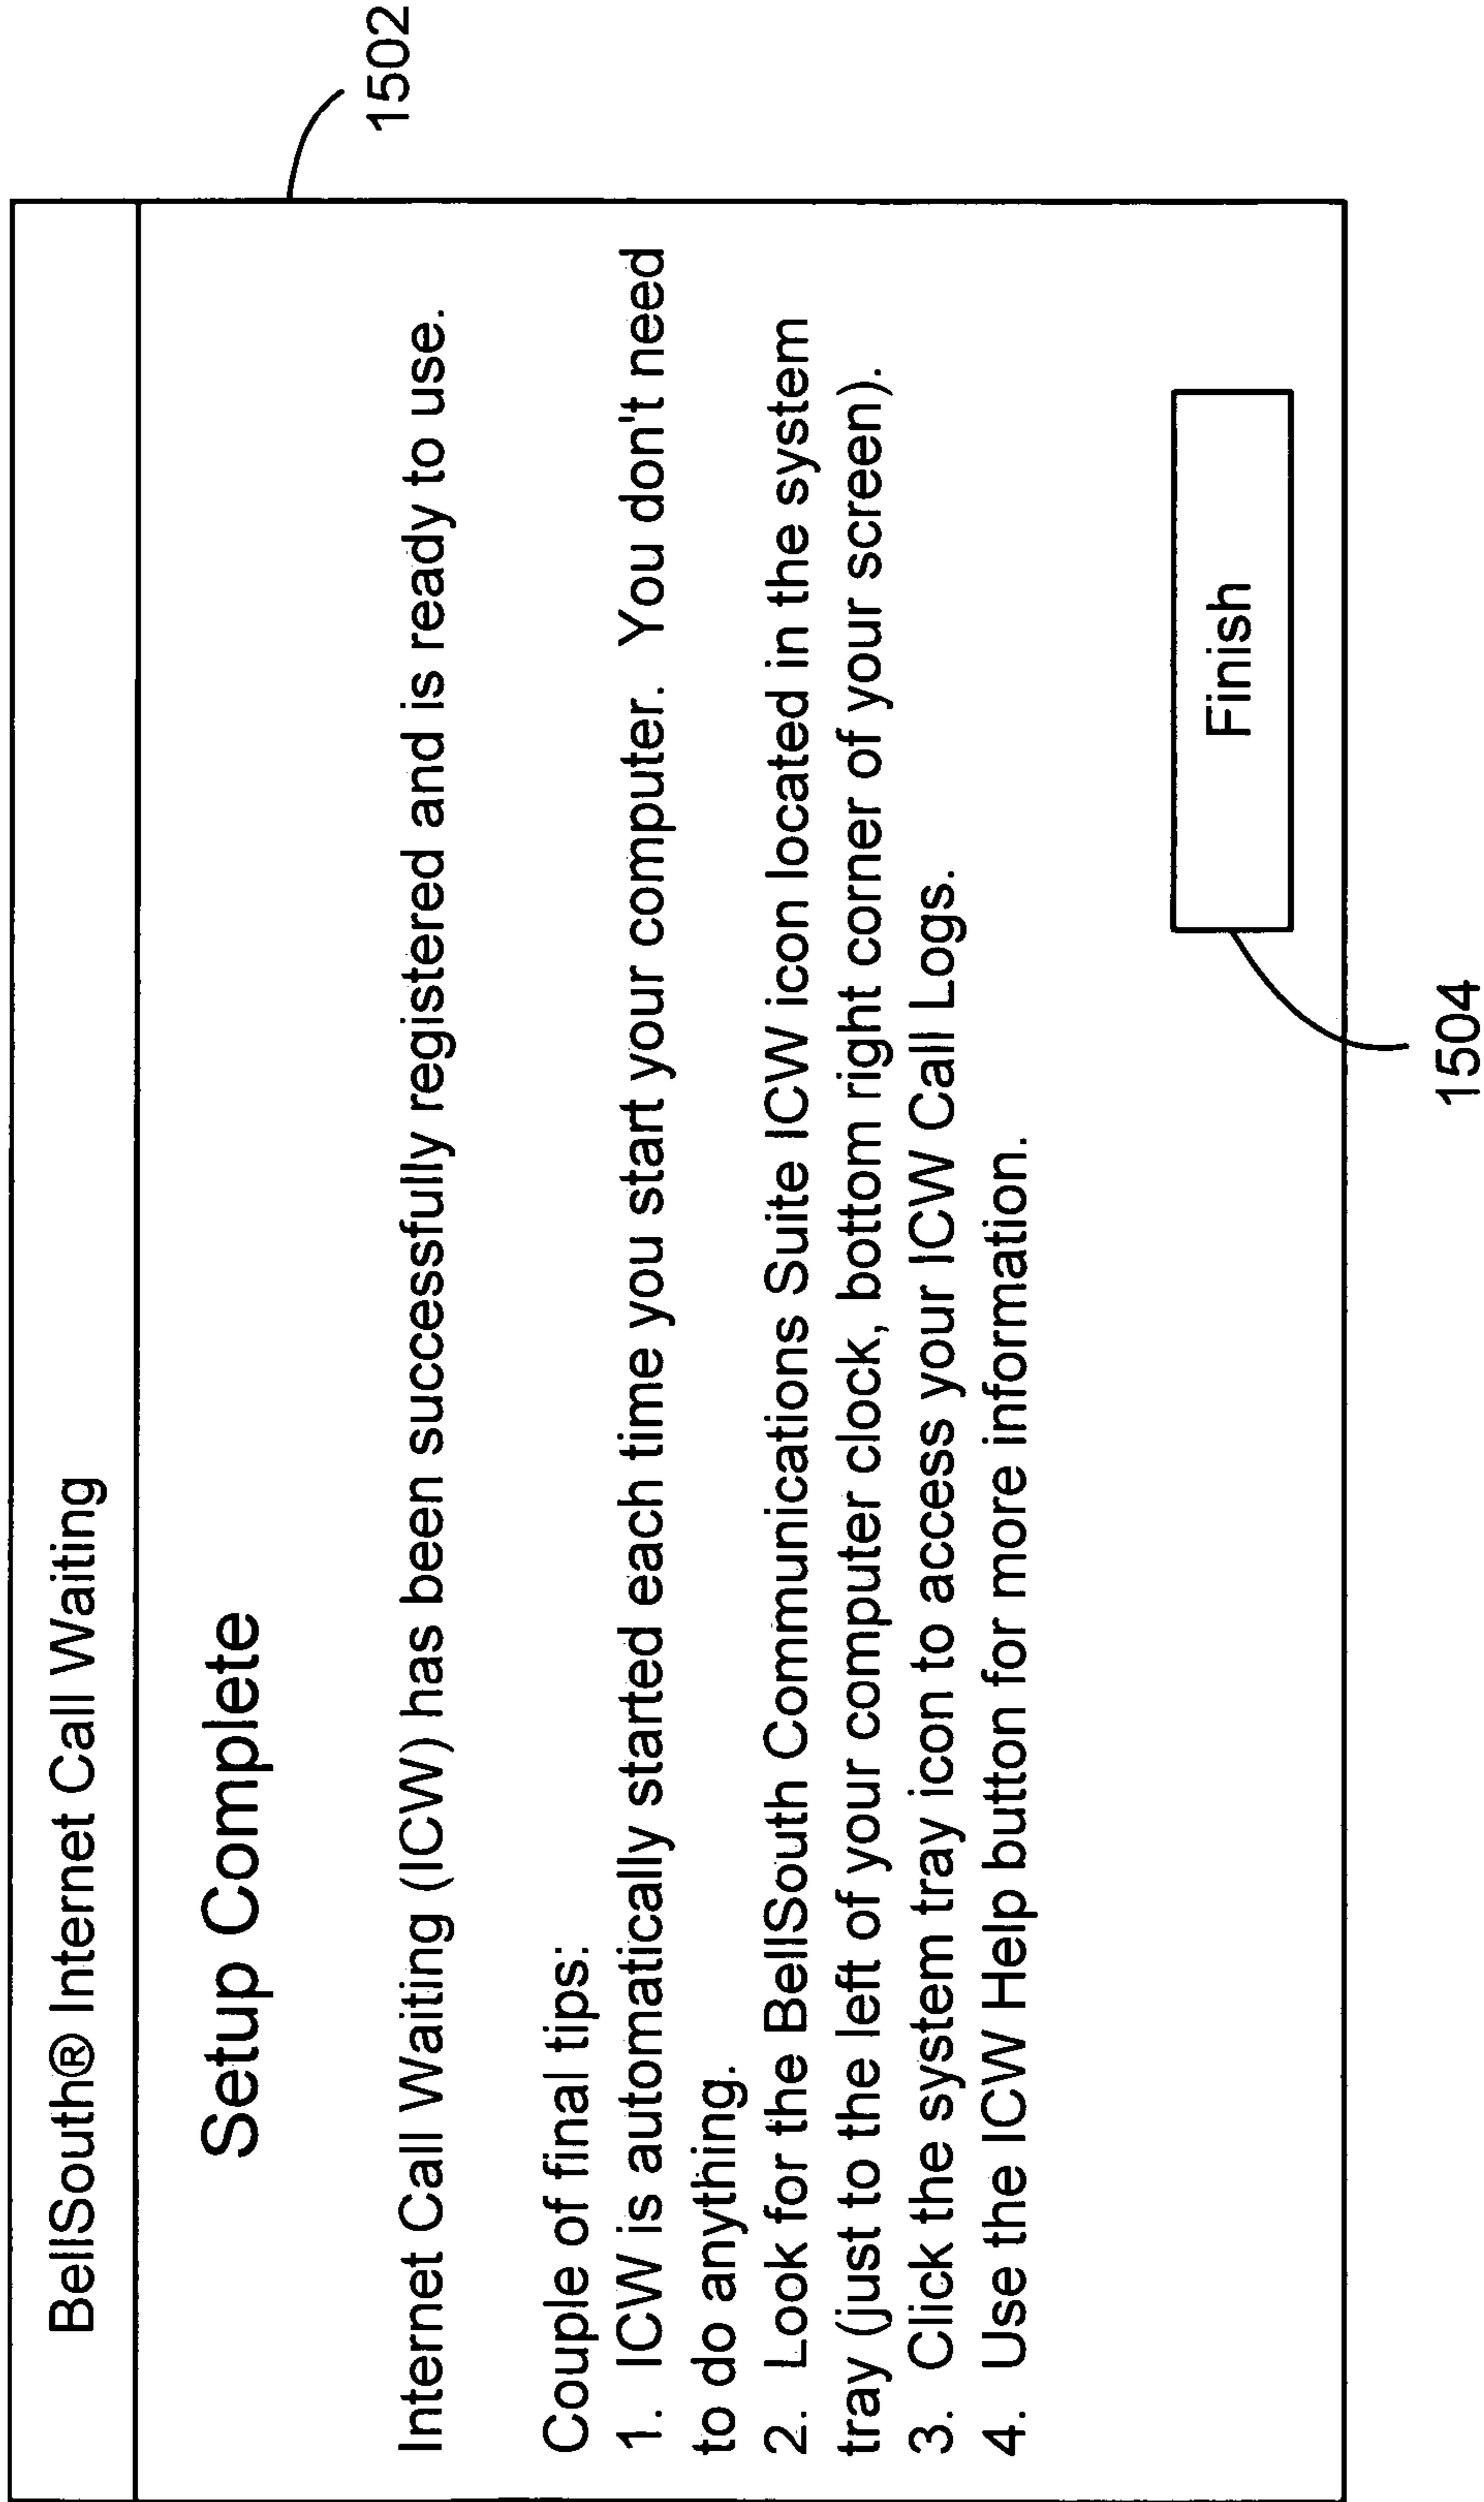 BellSouth® Internet Call Waiting
Setup Complete
1502
Internet Call Waiting (ICW) has been successfully registered and is ready to use.
Couple of final tips:
1. ICW is automatically started each time you start your computer. You don't need
to do anything.
2. Look for the BellSouth Communications Suite ICW icon located in the system
tray (just to the left of your computer clock, bottom right corner of your screen).
3. Click the system tray icon to access your ICW Call Logs.
4. Use the ICW Help button for more information.
Finish
1504